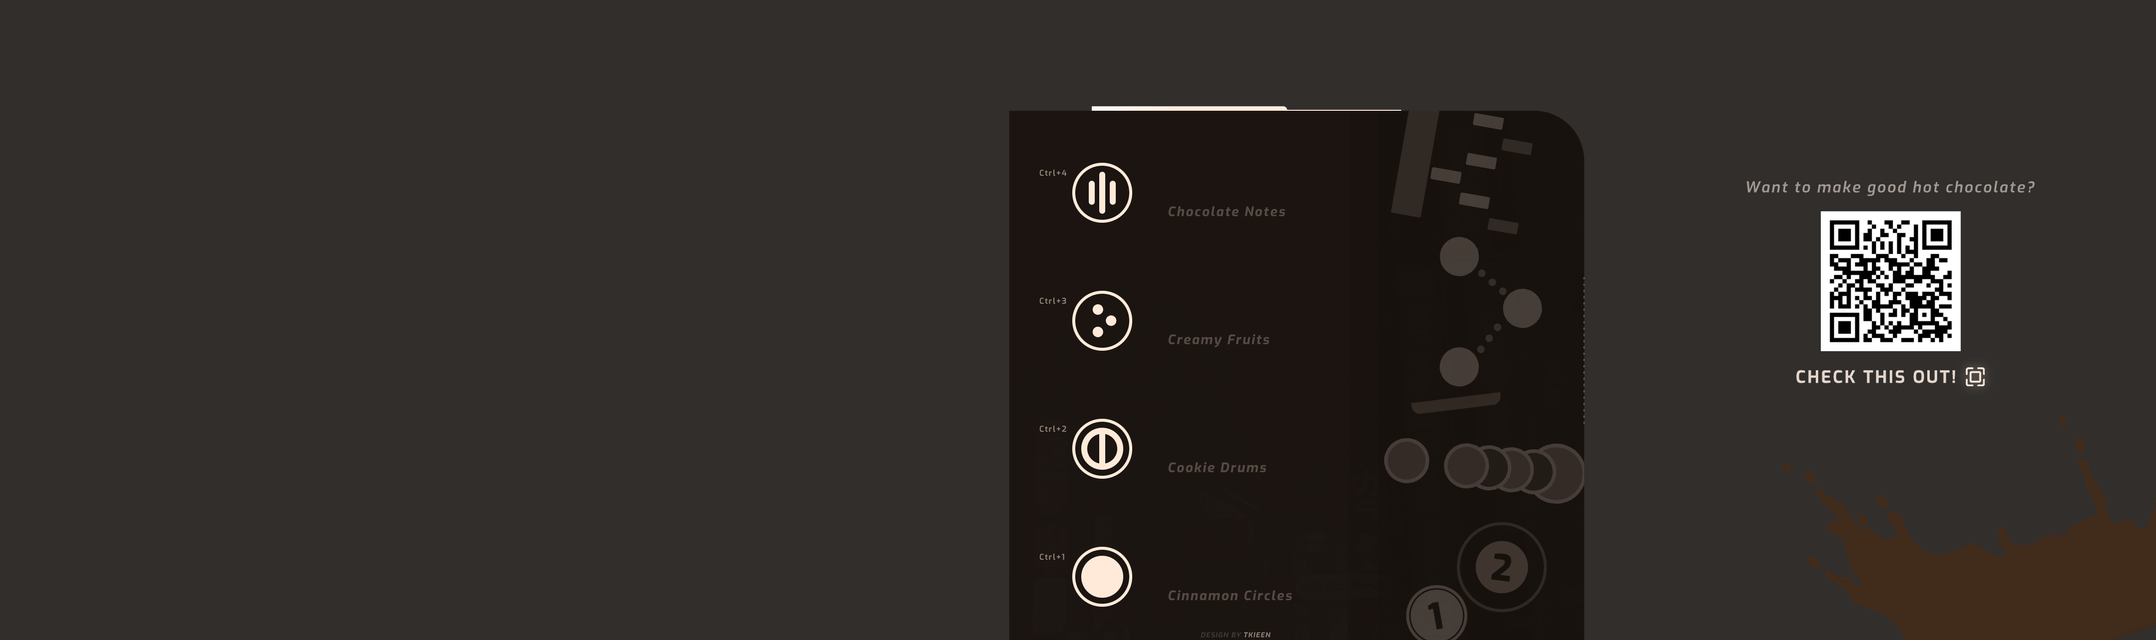 Ctrl+4
Chocolate Notes
Ctrl+3
Creamy Fruits
Ctrl+2
Cookie Drums
Ctrl+1
Cinnamon Circles
2
1
DESIGN BY TKIEEN
Want to make good hot chocolate?
CHECK THIS OUT!